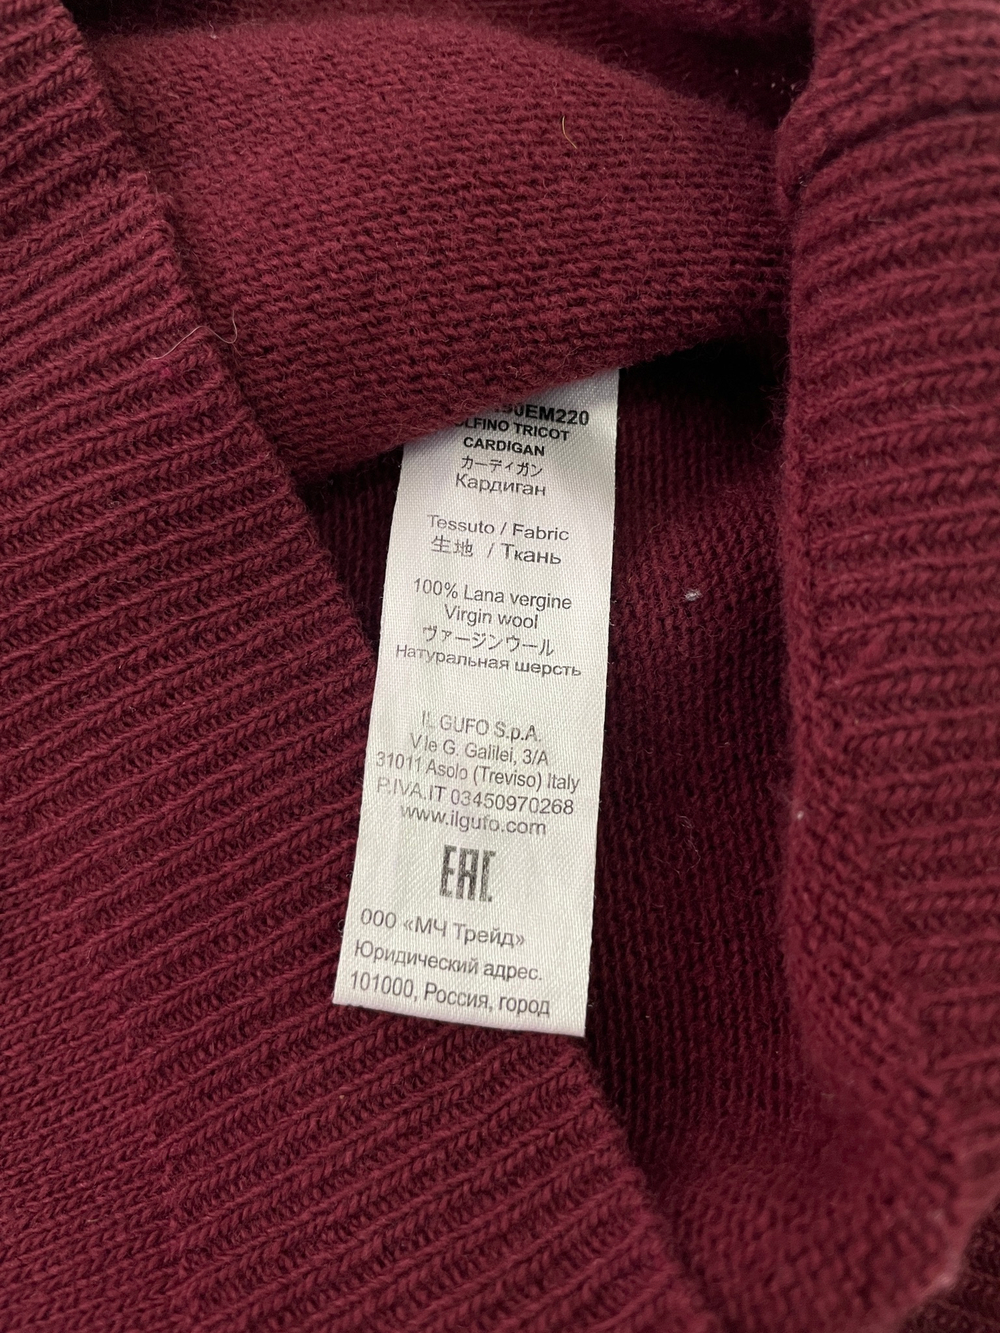 0EM220
LFINO TRICOT
CARDIGAN
カーディガン
Кардиган
Tessuto / Fabric
生地 / Ткань
100% Lana vergine
Virgin wool
ヴァージンウール
Натуральная шерсть
IL GUFO S.p.A.
V.le G. Galilei, 3/A
31011 Asolo (Treviso) Italy
P.IVA.IT 03450970268
www.ilgufo.com
EAC
ООО «МЧ Трейд»
Юридический адрес.
101000, Россия, город